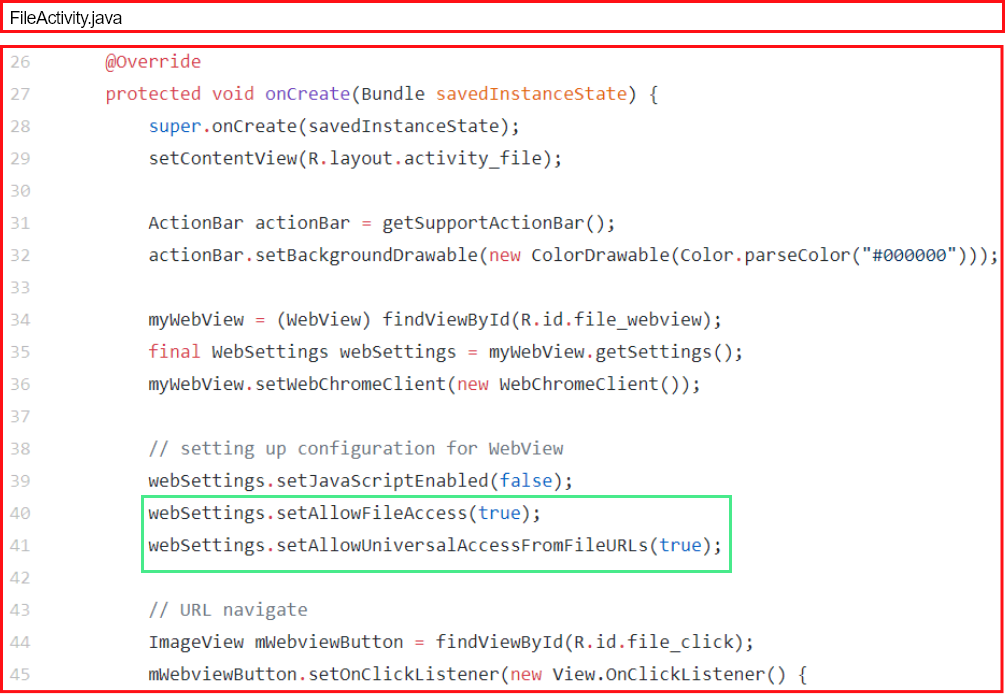 FileActivity.java
26 @Override
27 protected void onCreate(Bundle savedInstanceState) {
28 super.onCreate(savedInstanceState);
29 setContentView(R.layout.activity_file);
30
31 ActionBar actionBar = getSupportActionBar();
32 actionBar.setBackgroundDrawable(new ColorDrawable(Color.parseColor("#000000")));
33
34 myWebView = (WebView) findViewById(R.id.file_webview);
35 final WebSettings webSettings = myWebView.getSettings();
36 myWebView.setWebChromeClient(new WebChromeClient());
37
38 // setting up configuration for WebView
39 webSettings.setJavaScriptEnabled(false);
40 webSettings.setAllowFileAccess(true);
41 webSettings.setAllowUniversalAccessFromFileURLs(true);
42
43 // URL navigate
44 ImageView mWebviewButton = findViewById(R.id.file_click);
45 mWebviewButton.setOnClickListener(new View.OnClickListener() {